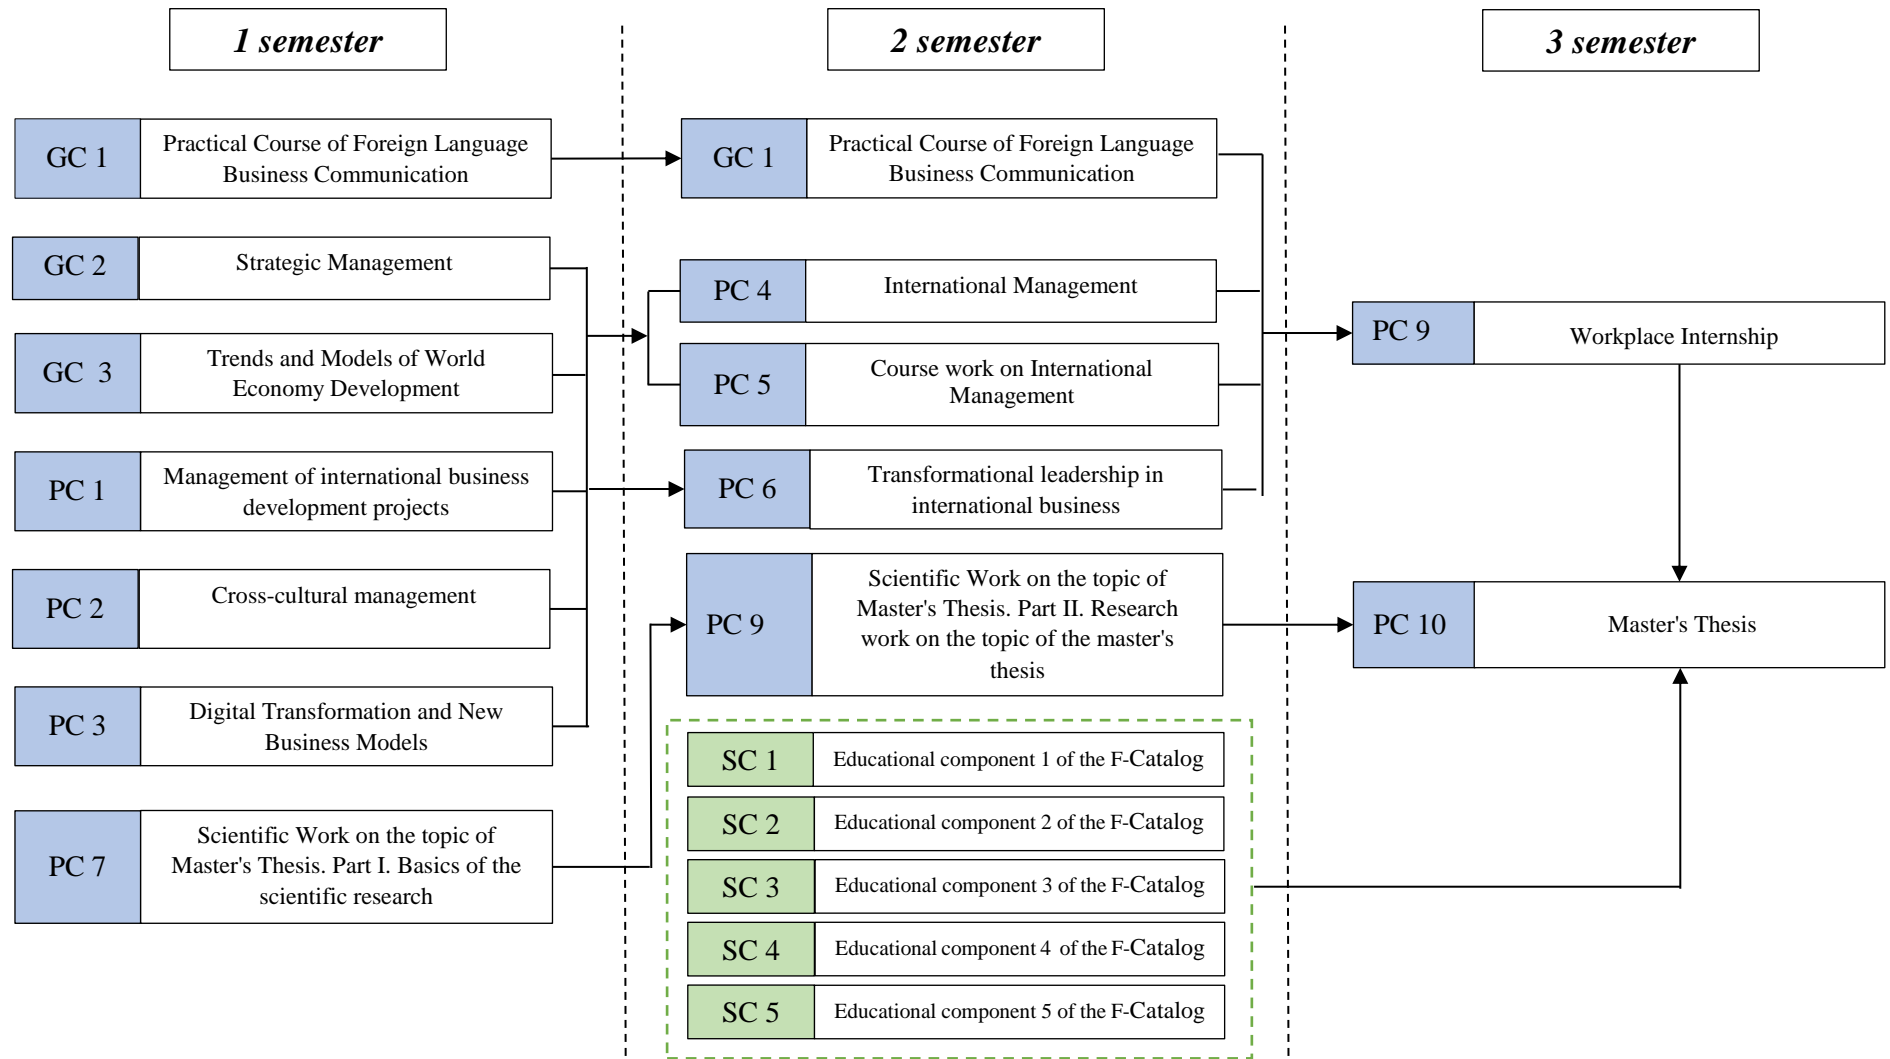 1 semester
2 semester
3 semester
GC 1
Practical Course of Foreign Language
Business Communication
GC 2
Strategic Management
GC  3
Trends and Models of World
Economy Development
PC 1
Management of international business
development projects
PC 2
Cross-cultural management
PC 3
Digital Transformation and New
Business Models
PC 7
Scientific Work on the topic of
Master's Thesis. Part I. Basics of the
scientific research
GC 1
Practical Course of Foreign Language
Business Communication
PC 4
International Management
PC 5
Course work on International
Management
PC 6
Transformational leadership in
international business
PC 9
Scientific Work on the topic of
Master's Thesis. Part II. Research
work on the topic of the master's
thesis
SC 1
Educational component 1 of the F-Catalog
SC 2
Educational component 2 of the F-Catalog
SC 3
Educational component 3 of the F-Catalog
SC 4
Educational component 4  of the F-Catalog
SC 5
Educational component 5 of the F-Catalog
PC 9
Workplace Internship
PC 10
Master's Thesis